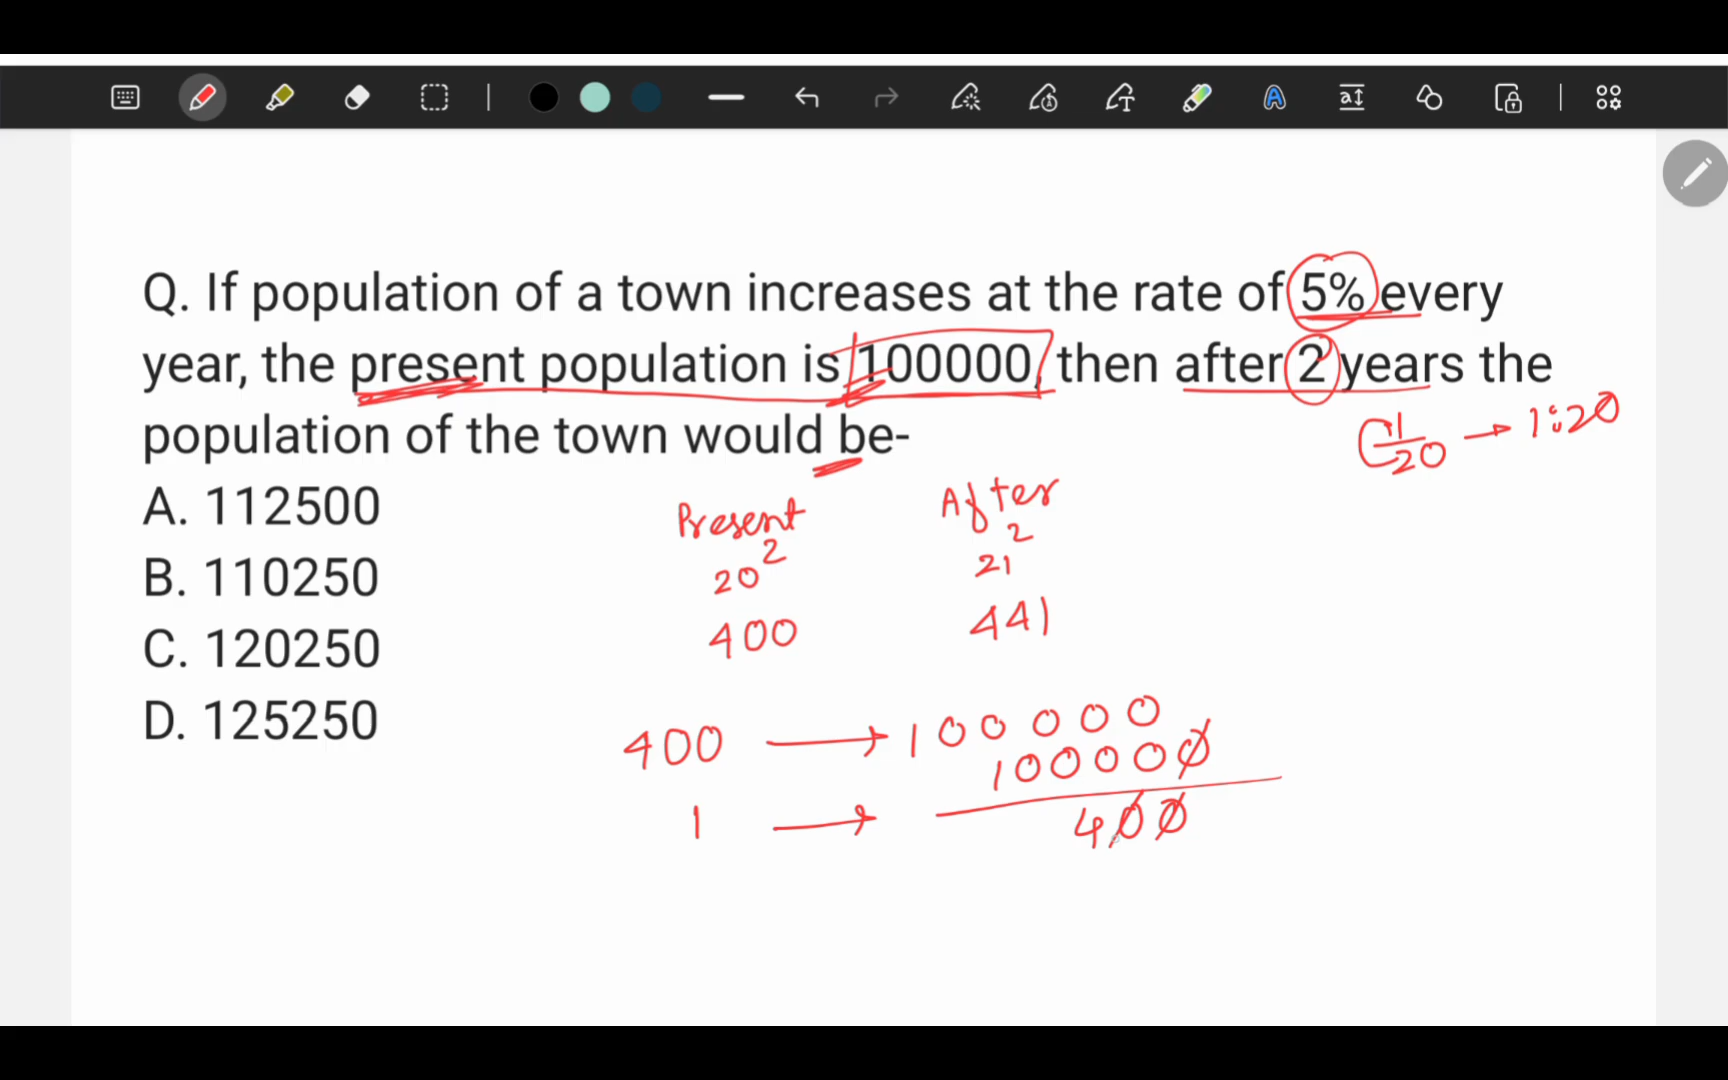 Q. If population of a town increases at the rate of 5% every
year, the present population is 100000, then after 2 years the
population of the town would be-
1/20 → 1:20
A. 112500
B. 110250
C. 120250
D. 125250
Present After
20² 21²
400 441
400 → 100000
1 → 100000/400